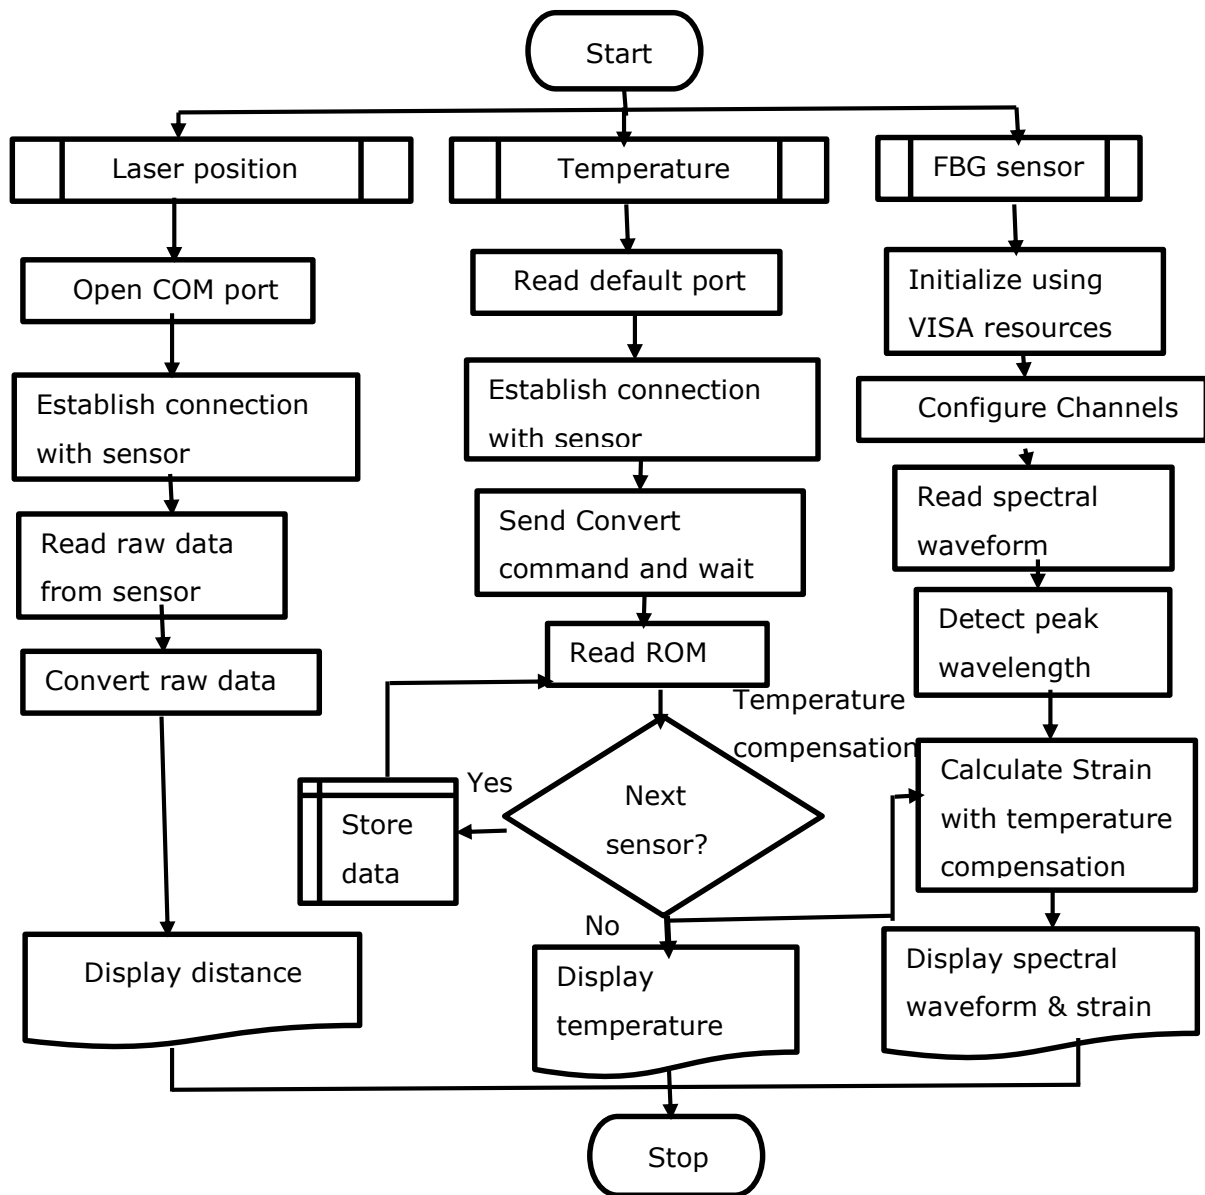 Start
Laser position
Temperature
FBG sensor
Open COM port
Read default port
Initialize using
VISA resources
Establish connection
with sensor
Establish connection
with sensor
Configure Channels
Read raw data
from sensor
Send Convert
command and wait
Read spectral
waveform
Convert raw data
Read ROM
Detect peak
wavelength
Temperature
compensation
Yes
Next
sensor?
Store
data
Calculate Strain
with temperature
compensation
No
Display distance
Display
temperature
Display spectral
waveform & strain
Stop